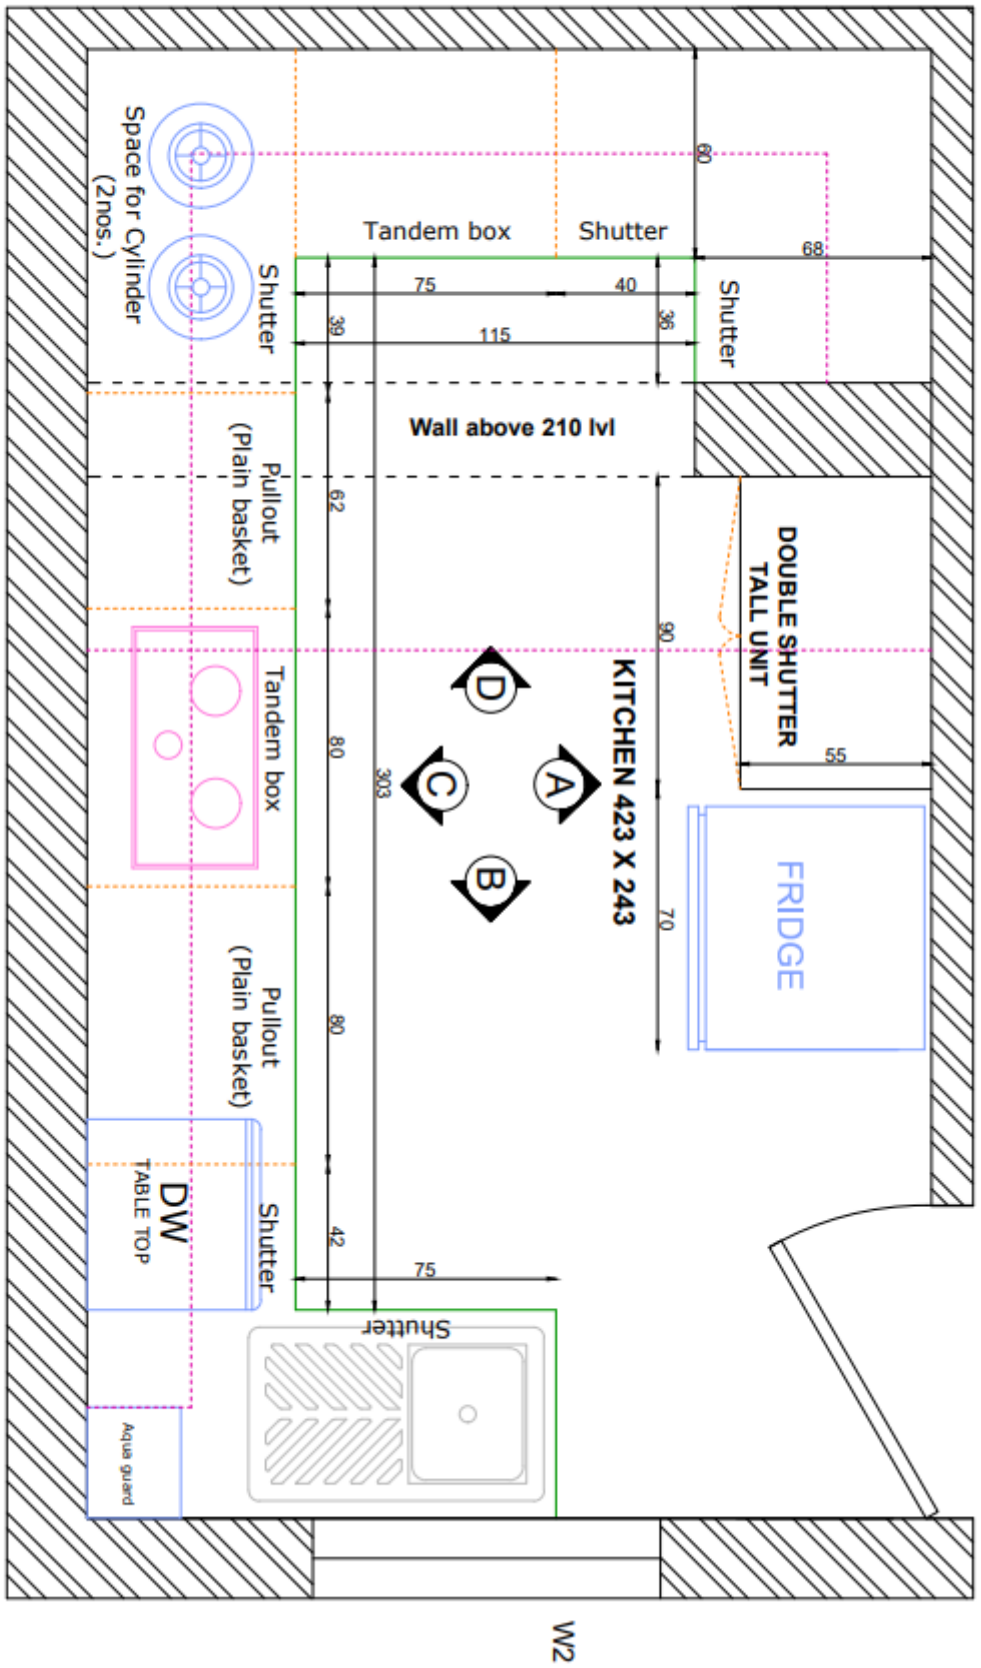 60
68
Space for Cylinder
(2nos.)
Tandem box
Shutter
Shutter
Shutter
75
40
39
36
115
Wall above 210 lvl
Pullout
(Plain basket)
62
90
DOUBLE SHUTTER
TALL UNIT
55
KITCHEN 423 X 243
D
C
A
B
Tandem box
80
303
FRIDGE
70
Pullout
(Plain basket)
80
DW
TABLE TOP
Shutter
42
75
Shutter
Aqua guard
W2